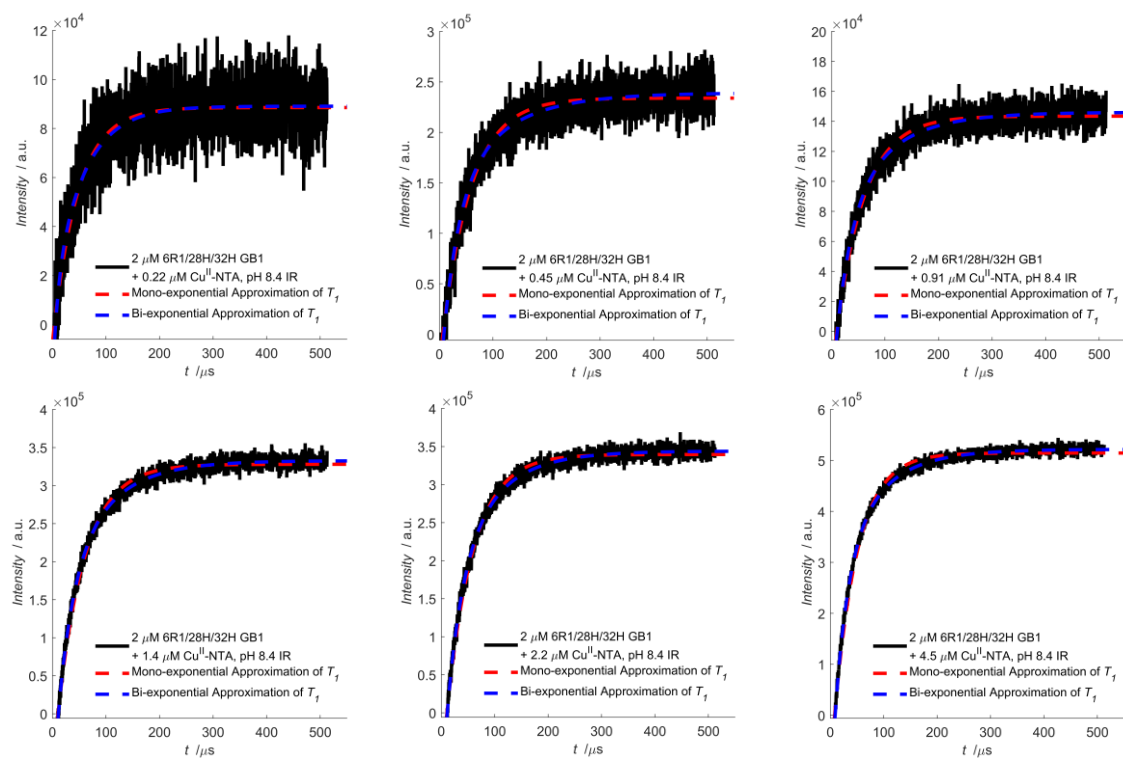 ×10⁴
12
10
8
6
4
2
0
Intensity / a.u.
0 100 200 300 400 500
t /μs
2 μM 6R1/28H/32H GB1
+ 0.22 μM Cuᴵᴵ-NTA, pH 8.4 IR
Mono-exponential Approximation of T₁
Bi-exponential Approximation of T₁
×10⁵
3
2.5
2
1.5
1
0.5
0
Intensity / a.u.
0 100 200 300 400 500
t /μs
2 μM 6R1/28H/32H GB1
+ 0.45 μM Cuᴵᴵ-NTA, pH 8.4 IR
Mono-exponential Approximation of T₁
Bi-exponential Approximation of T₁
×10⁴
20
18
16
14
12
10
8
6
4
2
0
Intensity / a.u.
0 100 200 300 400 500
t /μs
2 μM 6R1/28H/32H GB1
+ 0.91 μM Cuᴵᴵ-NTA, pH 8.4 IR
Mono-exponential Approximation of T₁
Bi-exponential Approximation of T₁
×10⁵
4
3.5
3
2.5
2
1.5
1
0.5
0
Intensity / a.u.
0 100 200 300 400 500
t /μs
2 μM 6R1/28H/32H GB1
+ 1.4 μM Cuᴵᴵ-NTA, pH 8.4 IR
Mono-exponential Approximation of T₁
Bi-exponential Approximation of T₁
×10⁵
4
3.5
3
2.5
2
1.5
1
0.5
0
Intensity / a.u.
0 100 200 300 400 500
t /μs
2 μM 6R1/28H/32H GB1
+ 2.2 μM Cuᴵᴵ-NTA, pH 8.4 IR
Mono-exponential Approximation of T₁
Bi-exponential Approximation of T₁
×10⁵
6
5
4
3
2
1
0
Intensity / a.u.
0 100 200 300 400 500
t /μs
2 μM 6R1/28H/32H GB1
+ 4.5 μM Cuᴵᴵ-NTA, pH 8.4 IR
Mono-exponential Approximation of T₁
Bi-exponential Approximation of T₁